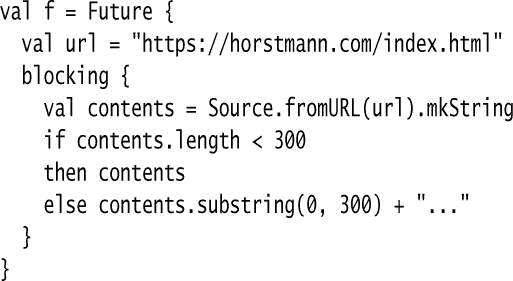 val f = Future {
  val url = "https://horstmann.com/index.html"
  blocking {
    val contents = Source.fromURL(url).mkString
    if contents.length < 300
    then contents
    else contents.substring(0, 300) + "..."
  }
}